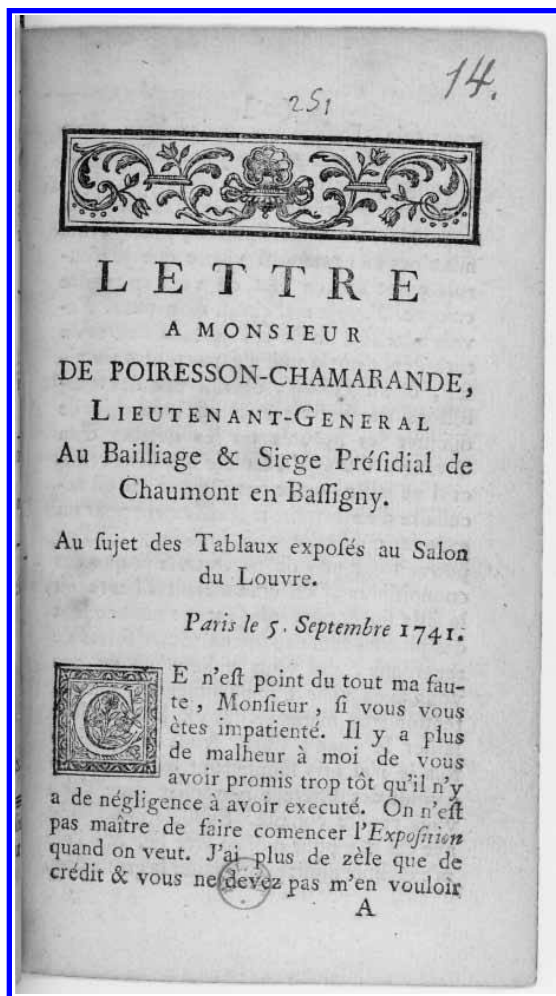 14.
251
LETTRE
A MONSIEUR
DE POIRESSON-CHAMARANDE,
LIEUTENANT-GENERAL
Au Bailliage & Siege Préſidial de
Chaumont en Baſſigny.
Au ſujet des Tablaux expoſés au Salon
du Louvre.
Paris le 5. Septembre 1741.
CE n'eſt point du tout ma fau-
te, Monſieur, ſi vous vous
ètes impatienté. Il y a plus
de malheur à moi de vous
avoir promis trop tôt qu'il n'y
a de négligence à avoir executé. On n'eſt
pas maître de faire comencer l'Expoſition
quand on veut. J'ai plus de zèle que de
crédit & vous ne devez pas m'en vouloir
A